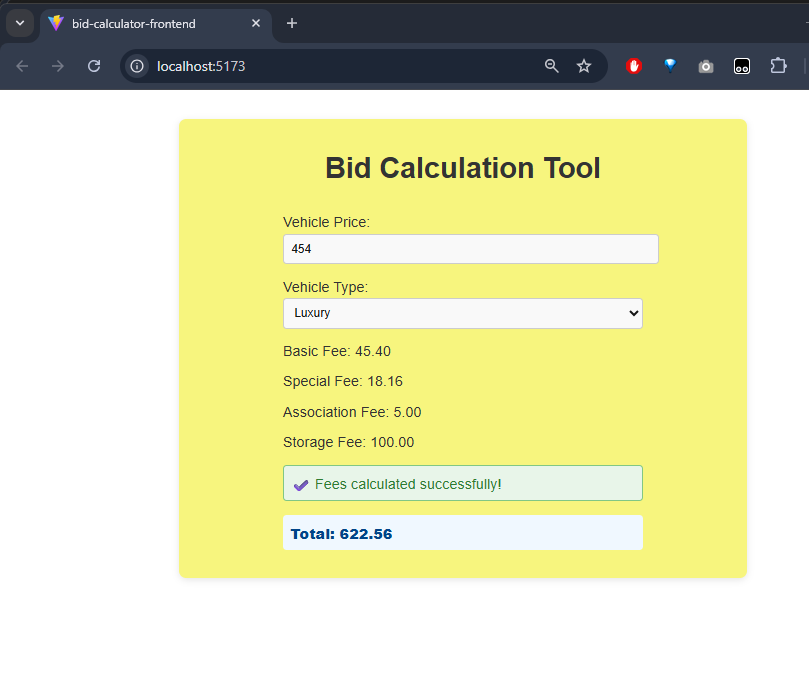 bid-calculator-frontend
localhost:5173
Bid Calculation Tool
Vehicle Price:
454
Vehicle Type:
Luxury
Basic Fee: 45.40
Special Fee: 18.16
Association Fee: 5.00
Storage Fee: 100.00
Fees calculated successfully!
Total: 622.56